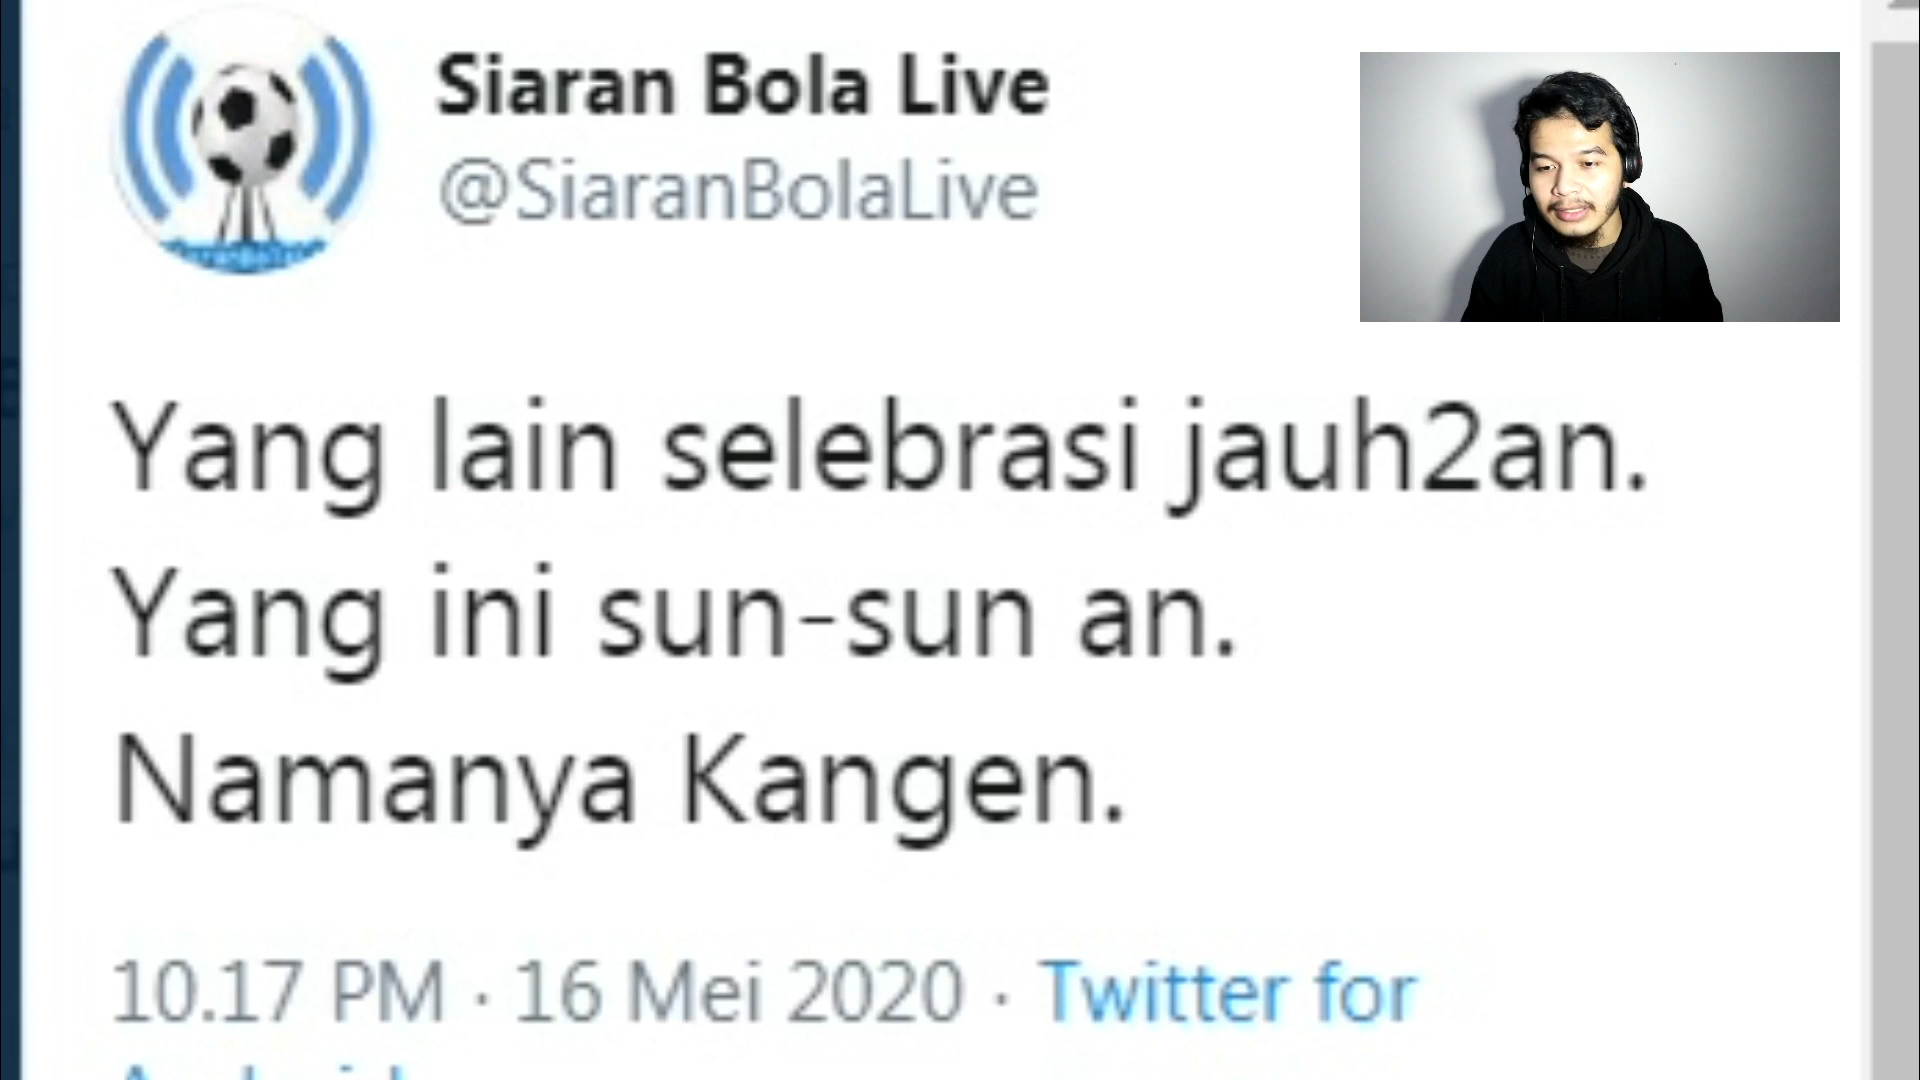 Siaran Bola Live
@SiaranBolaLive
Yang lain selebrasi jauh2an.
Yang ini sun-sun an.
Namanya Kangen.
10.17 PM · 16 Mei 2020 · Twitter for